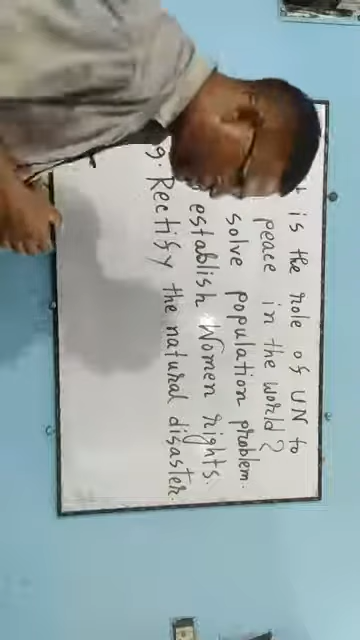 is the role of UN to
peace in the world?
solve population problem.
establish Women rights.
9. Rectify the natural disaster.